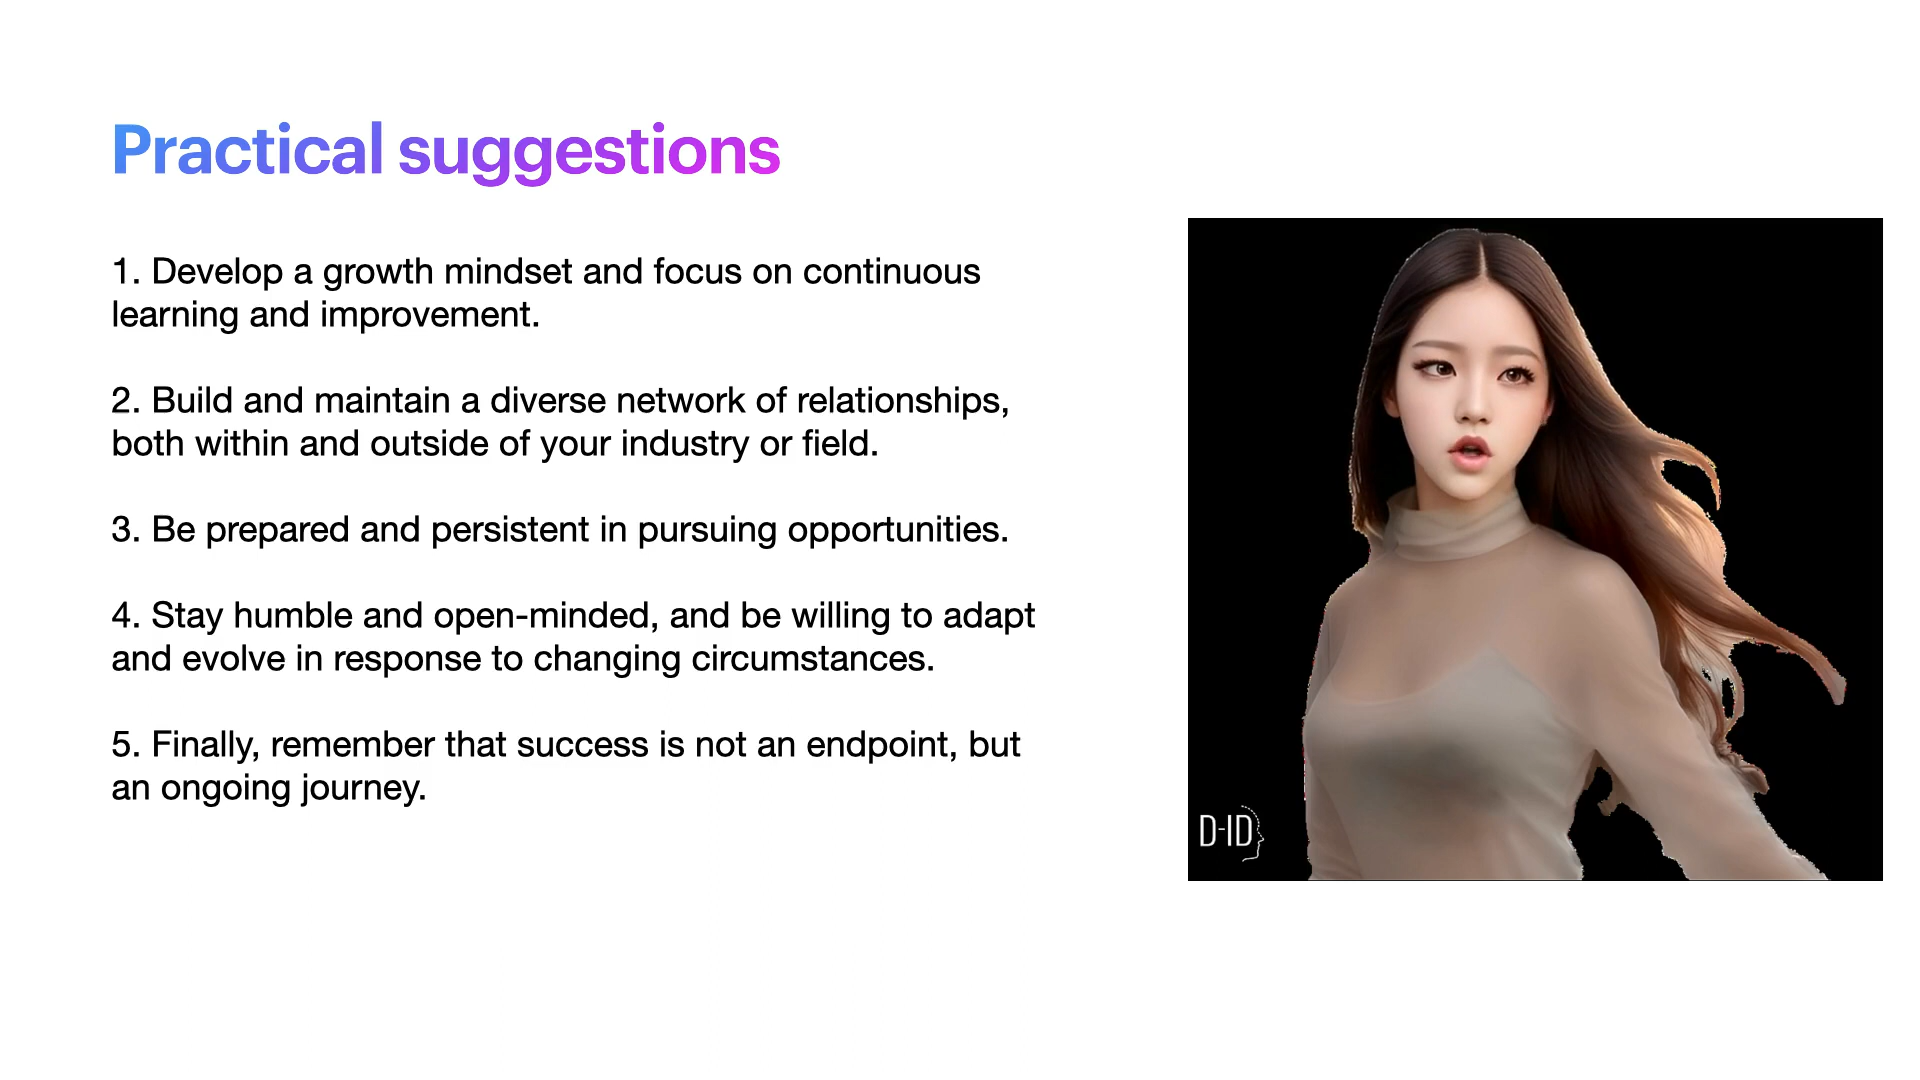 Practical suggestions
1. Develop a growth mindset and focus on continuous
learning and improvement.
2. Build and maintain a diverse network of relationships,
both within and outside of your industry or field.
3. Be prepared and persistent in pursuing opportunities.
4. Stay humble and open-minded, and be willing to adapt
and evolve in response to changing circumstances.
5. Finally, remember that success is not an endpoint, but
an ongoing journey.
D-ID